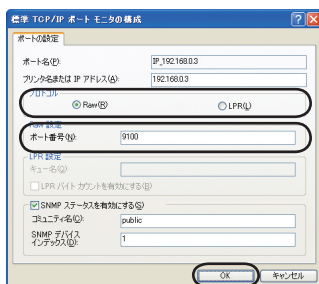 標準 TCP/IP ポート モニタの構成
ポートの設定
ポート名(P): IP_192.168.0.3
プリンタ名または IP アドレス(A): 192.168.0.3
プロトコル
Raw(R) LPR(L)
Raw 設定
ポート番号(N): 9100
LPR 設定
キュー名(Q):
LPR バイト カウントを有効にする(B)
SNMP ステータスを有効にする(S)
コミュニティ名(C): public
SNMP デバイス インデックス(D): 1
OK キャンセル